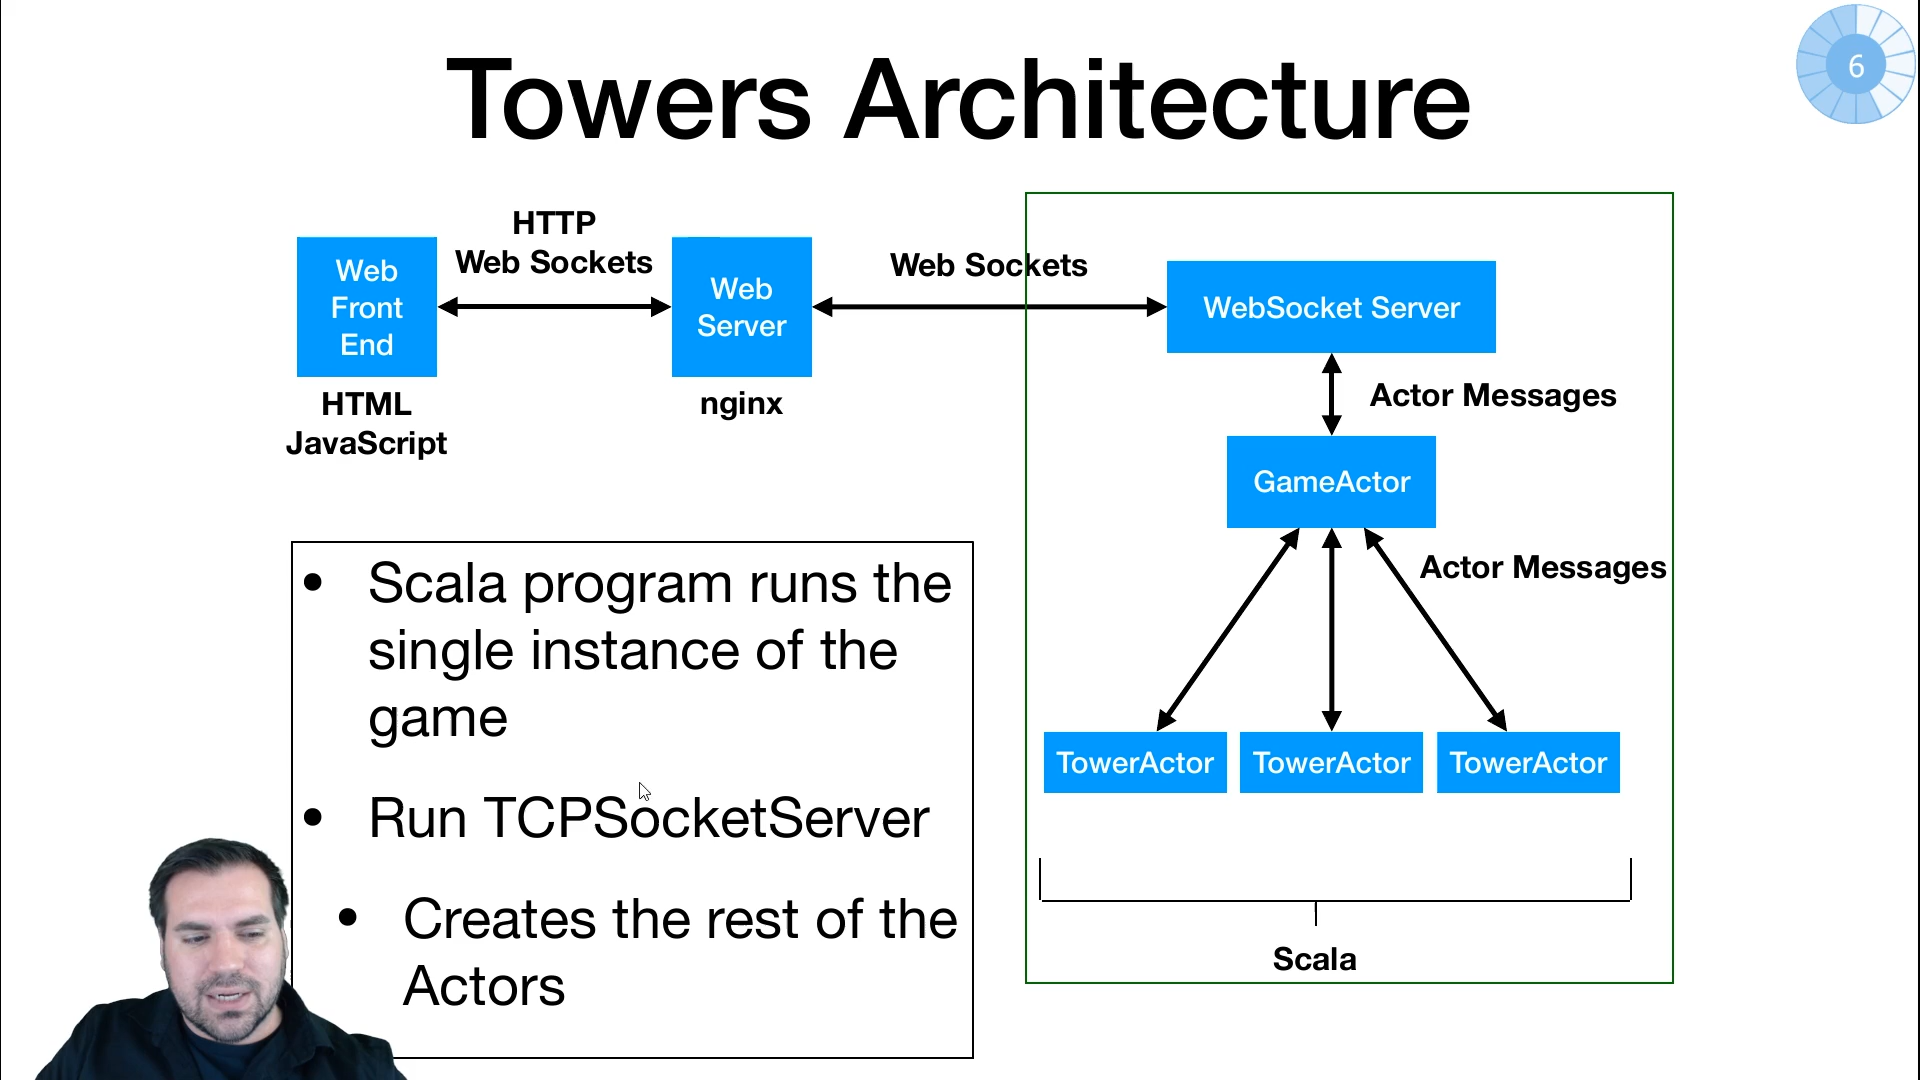 Towers Architecture
6
HTTP
Web Sockets
Web
Front
End
HTML
JavaScript
Web
Server
nginx
Web Sockets
WebSocket Server
Actor Messages
GameActor
Actor Messages
TowerActor
TowerActor
TowerActor
Scala
• Scala program runs the
single instance of the
game
• Run TCPSocketServer
• Creates the rest of the
Actors